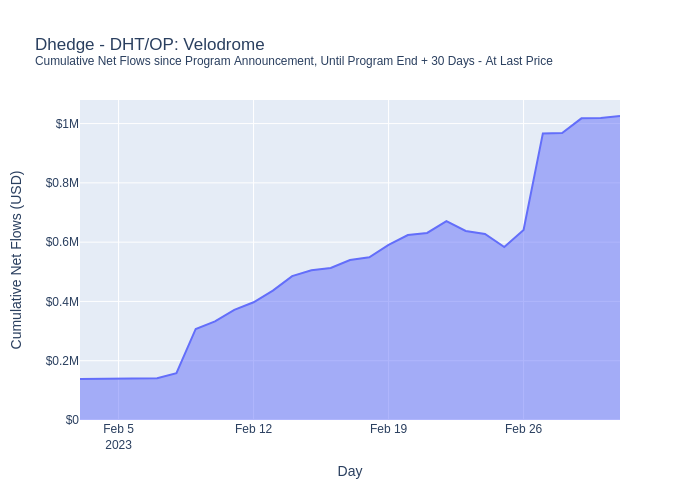 Dhedge - DHT/OP: Velodrome
Cumulative Net Flows since Program Announcement, Until Program End + 30 Days - At Last Price
Cumulative Net Flows (USD)
$1M
$0.8M
$0.6M
$0.4M
$0.2M
$0
Feb 5
2023
Feb 12
Feb 19
Feb 26
Day